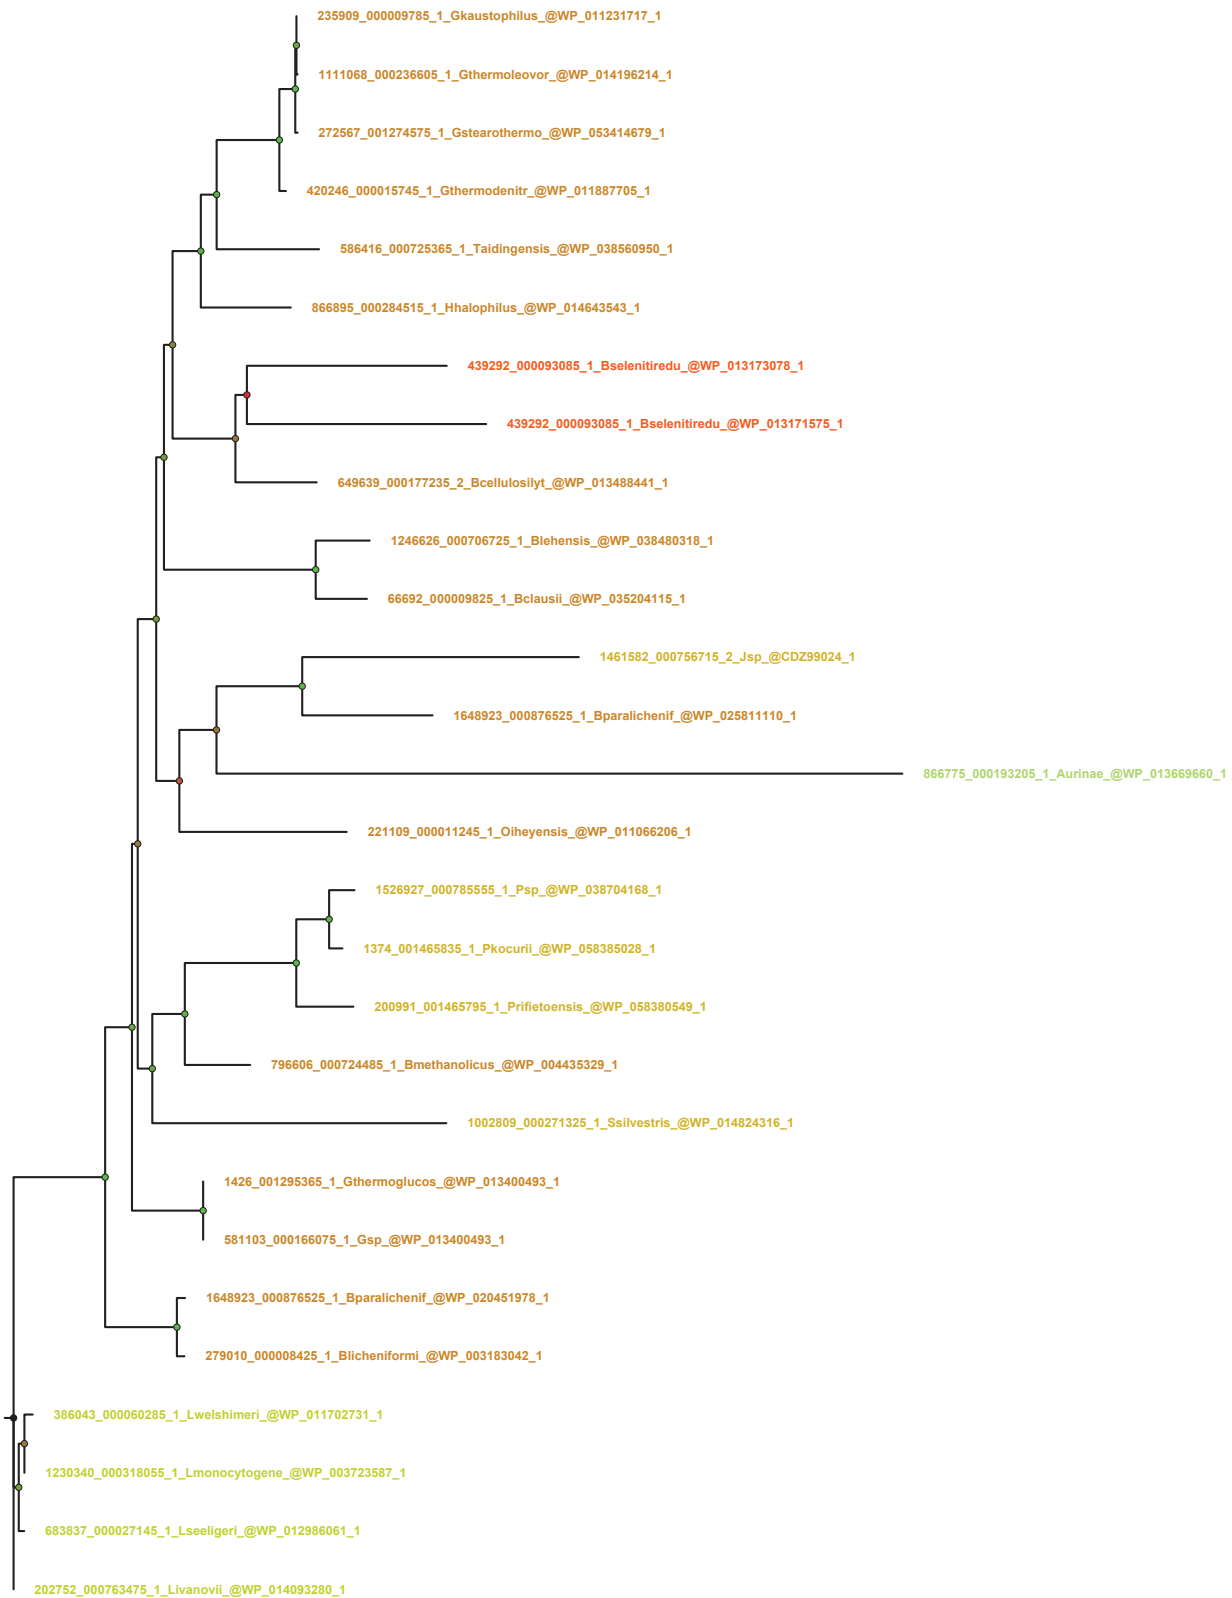 235909_000009785_1_Gkaustophilus_@WP_011231717_1
1111068_000236605_1_Gthermoleovor_@WP_014196214_1
272567_001274575_1_Gstearothermo_@WP_053414679_1
420246_000015745_1_Gthermodenitr_@WP_011887705_1
586416_000725365_1_Taidingensis_@WP_038560950_1
866895_000284515_1_Hhalophilus_@WP_014643543_1
439292_000093085_1_Bselenitiredu_@WP_013173078_1
439292_000093085_1_Bselenitiredu_@WP_013171575_1
649639_000177235_2_Bcellulosilyt_@WP_013488441_1
1246626_000706725_1_Blehensis_@WP_038480318_1
66692_000009825_1_Bclausii_@WP_035204115_1
1461582_000756715_2_Jsp_@CDZ99024_1
1648923_000876525_1_Bparalichenif_@WP_025811110_1
866775_000193205_1_Aurinae_@WP_013669660_1
221109_000011245_1_Oiheyensis_@WP_011066206_1
1526927_000785555_1_Psp_@WP_038704168_1
1374_001465835_1_Pkocurii_@WP_058385028_1
200991_001465795_1_Prifietoensis_@WP_058380549_1
796606_000724485_1_Bmethanolicus_@WP_004435329_1
1002809_000271325_1_Ssilvestris_@WP_014824316_1
1426_001295365_1_Gthermoglucos_@WP_013400493_1
581103_000166075_1_Gsp_@WP_013400493_1
1648923_000876525_1_Bparalichenif_@WP_020451978_1
279010_000008425_1_Blicheniformi_@WP_003183042_1
386043_000060285_1_Lwelshimeri_@WP_011702731_1
1230340_000318055_1_Lmonocytogene_@WP_003723587_1
683837_000027145_1_Lseeligeri_@WP_012986061_1
202752_000763475_1_Livanovii_@WP_014093280_1